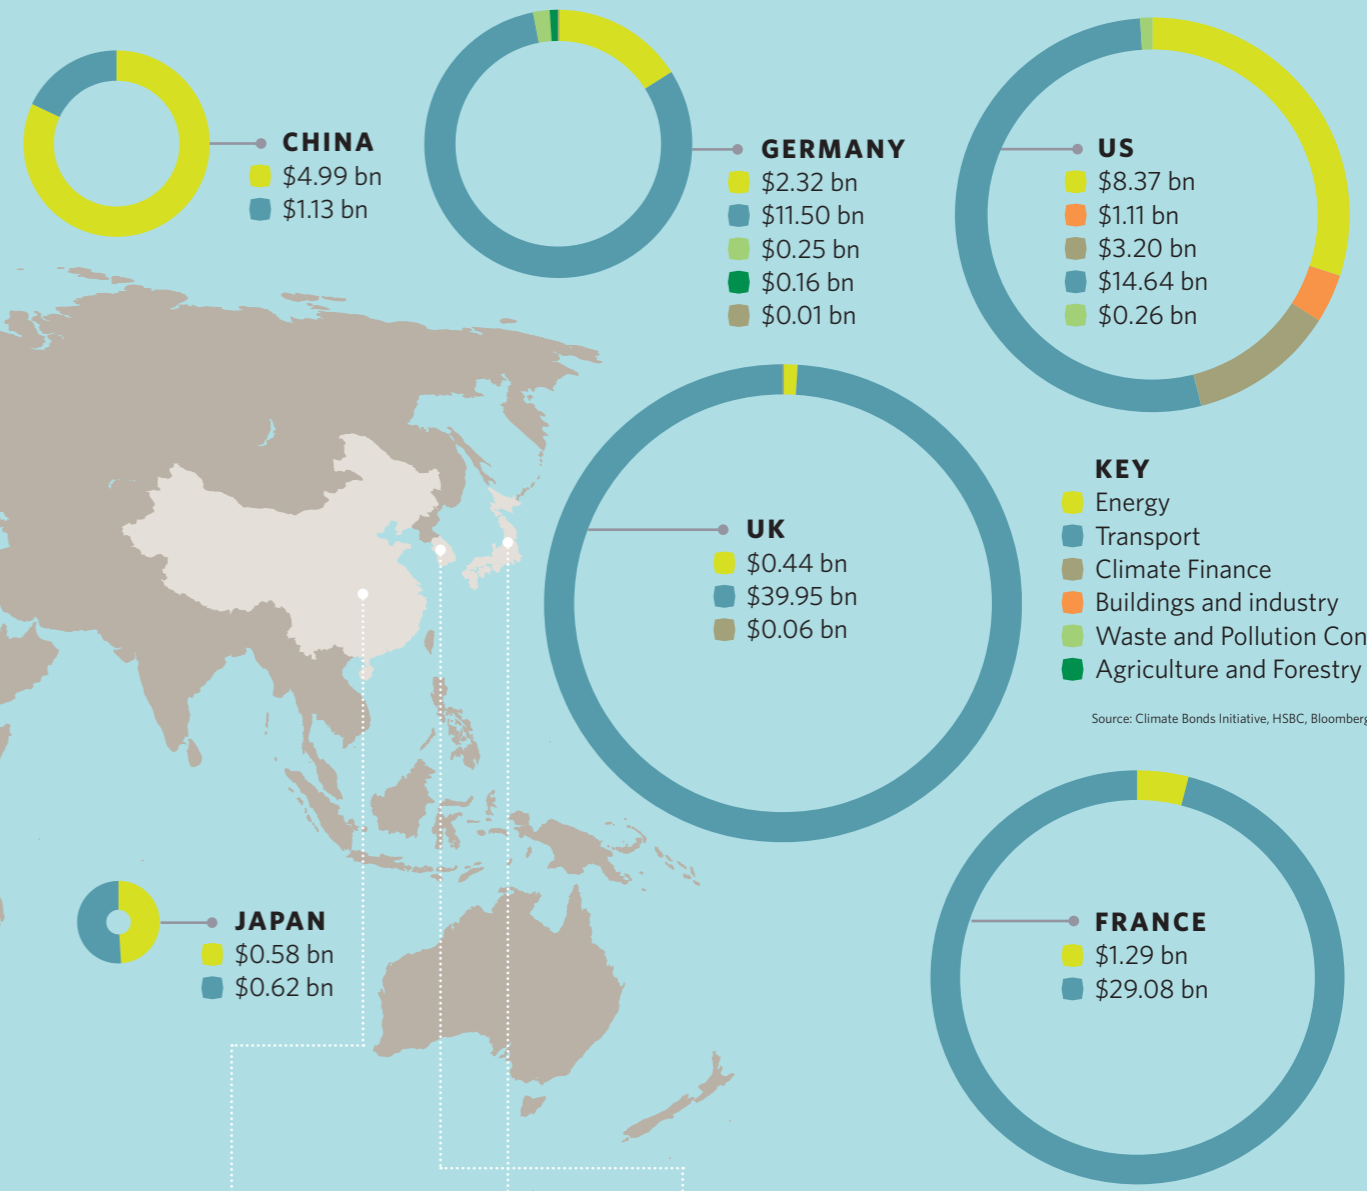 CHINA
$4.99 bn
$1.13 bn
GERMANY
$2.32 bn
$11.50 bn
$0.25 bn
$0.16 bn
$0.01 bn
US
$8.37 bn
$1.11 bn
$3.20 bn
$14.64 bn
$0.26 bn
UK
$0.44 bn
$39.95 bn
$0.06 bn
KEY
Energy
Transport
Climate Finance
Buildings and industry
Waste and Pollution Con
Agriculture and Forestry
Source: Climate Bonds Initiative, HSBC, Bloomberg
JAPAN
$0.58 bn
$0.62 bn
FRANCE
$1.29 bn
$29.08 bn